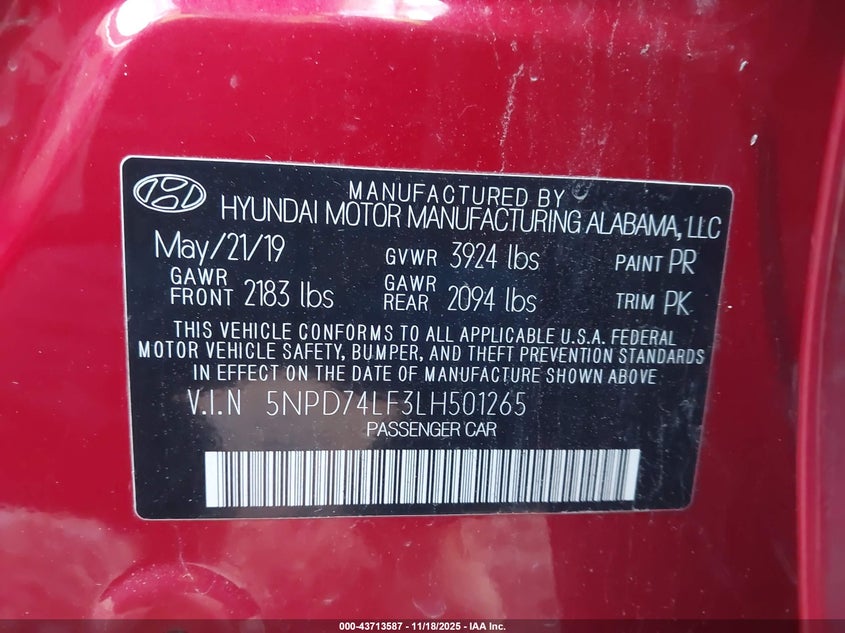 MANUFACTURED BY
HYUNDAI MOTOR MANUFACTURING ALABAMA, LLC
May/21/19 GVWR 3924 lbs PAINT PR
GAWR FRONT 2183 lbs GAWR REAR 2094 lbs TRIM PK
THIS VEHICLE CONFORMS TO ALL APPLICABLE U.S.A. FEDERAL
MOTOR VEHICLE SAFETY, BUMPER, AND THEFT PREVENTION STANDARDS
IN EFFECT ON THE DATE OF MANUFACTURE SHOWN ABOVE
V.I.N 5NPD74LF3LH501265
PASSENGER CAR
000-43713587 - 11/18/2025 - IAA Inc.